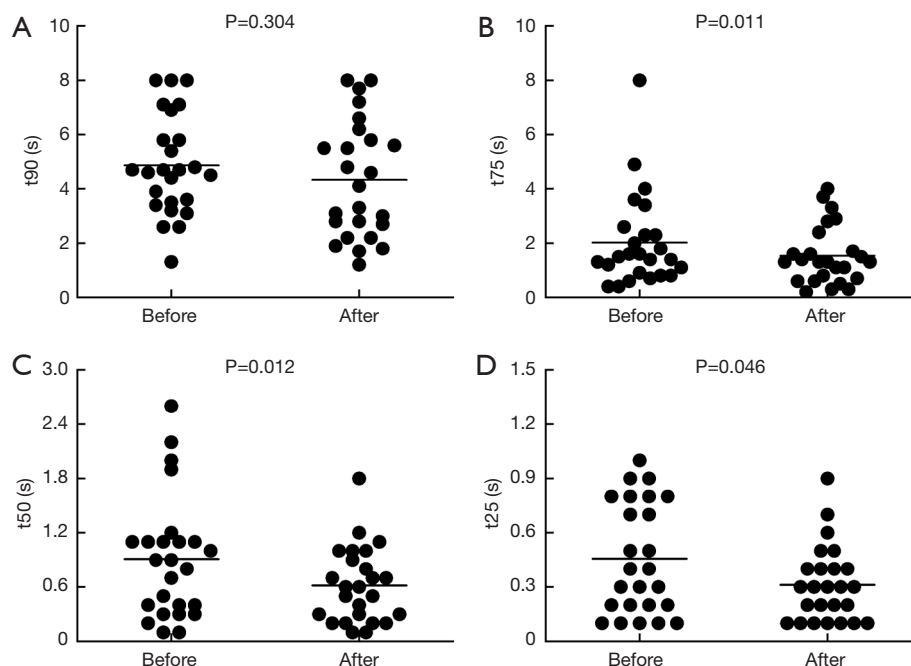 A
P=0.304
10
8
6
4
2
0
t90 (s)
Before
After
B
P=0.011
10
8
6
4
2
0
t75 (s)
Before
After
C
P=0.012
3.0
2.4
1.8
1.2
0.6
0
t50 (s)
Before
After
D
P=0.046
1.5
1.2
0.9
0.6
0.3
0
t25 (s)
Before
After